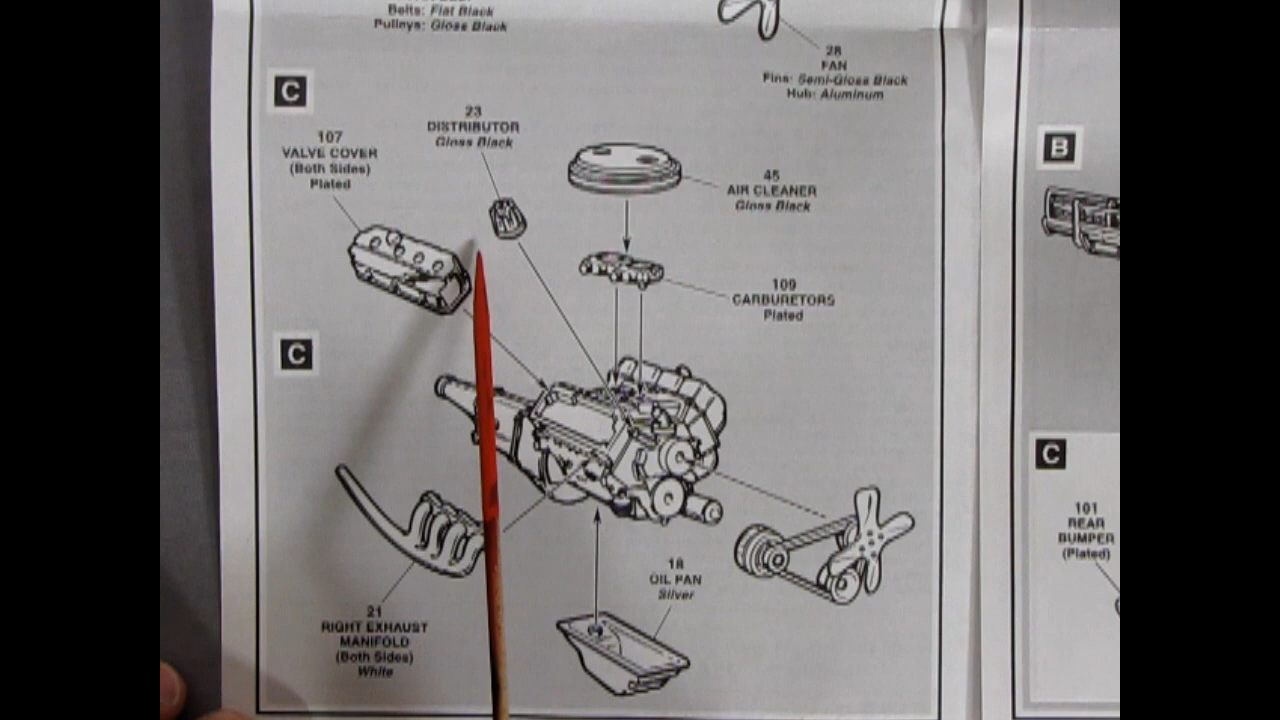 Belts: Flat Black
Pulleys: Gloss Black
28
FAN
Fins: Semi-Gloss Black
Hub: Aluminum
C
107
VALVE COVER
(Both Sides)
Plated
23
DISTRIBUTOR
Gloss Black
45
AIR CLEANER
Gloss Black
109
CARBURETORS
Plated
C
21
RIGHT EXHAUST
MANIFOLD
(Both Sides)
White
18
OIL PAN
Silver
B
C
101
REAR
BUMPER
(Plated)